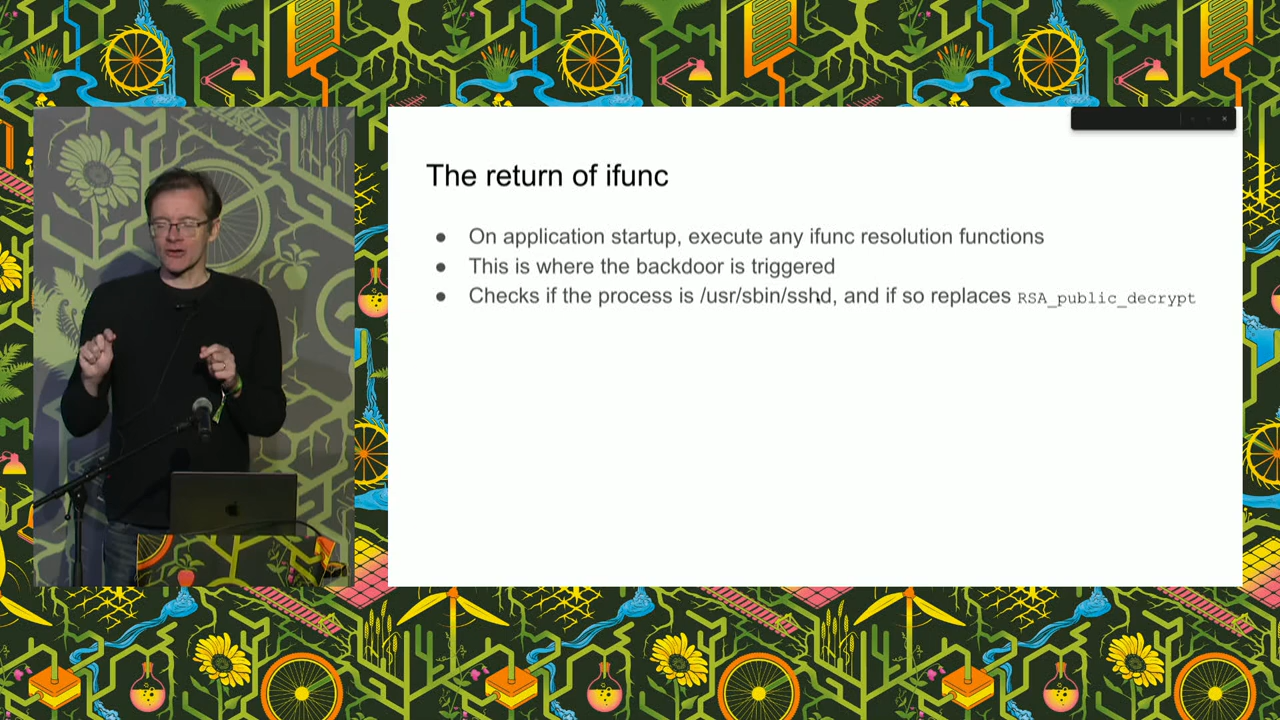 The return of ifunc
● On application startup, execute any ifunc resolution functions
● This is where the backdoor is triggered
● Checks if the process is /usr/sbin/sshd, and if so replaces RSA_public_decrypt